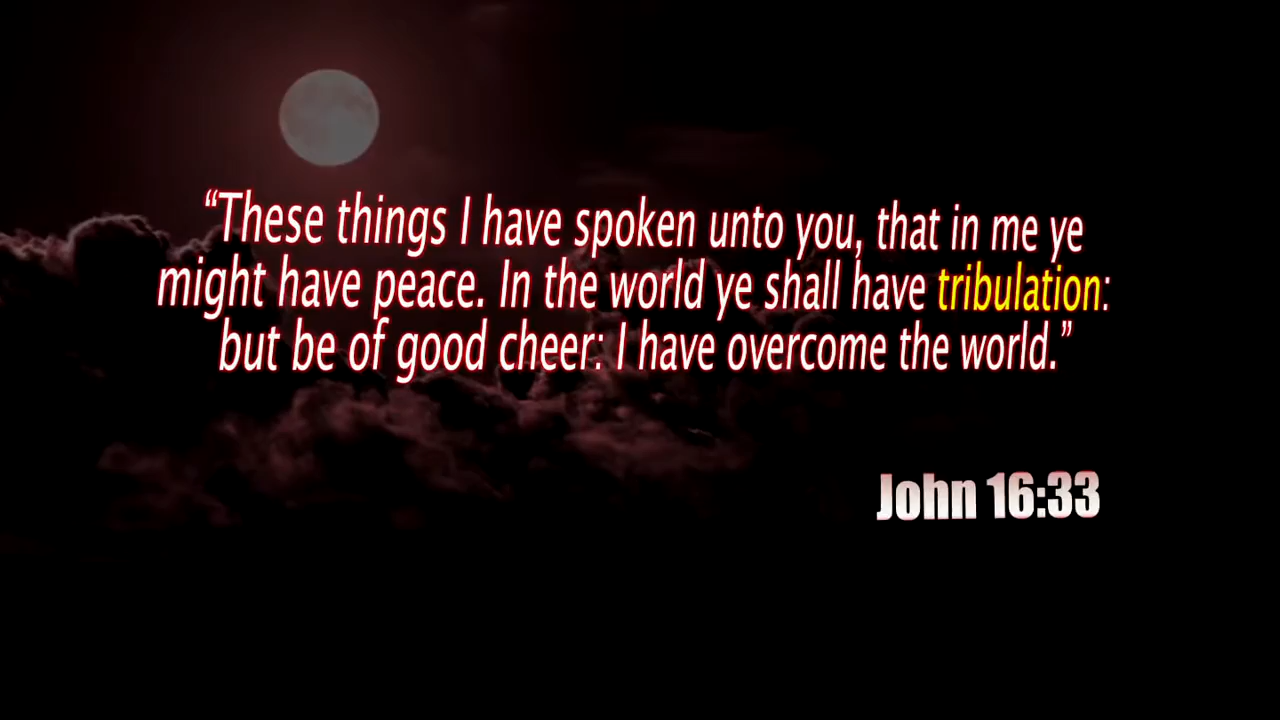 “These things I have spoken unto you, that in me ye
might have peace. In the world ye shall have tribulation:
but be of good cheer: I have overcome the world.”
John 16:33